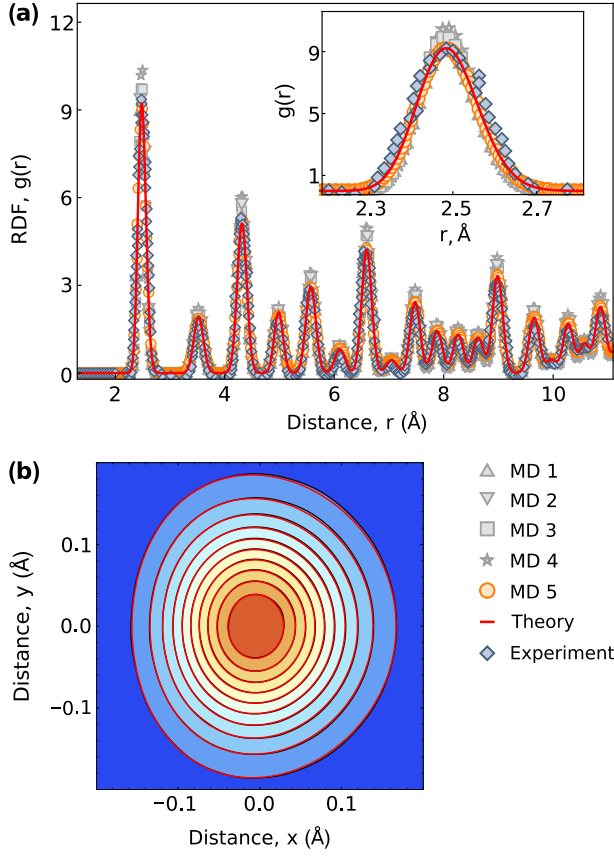 (a)
12
9
6
3
0
RDF, g(r)
2
4
6
8
10
Distance, r (Å)
9
5
1
g(r)
2.3
2.5
2.7
r, Å
(b)
0.1
0.0
−0.1
Distance, y (Å)
−0.1
0.0
0.1
Distance, x (Å)
MD 1
MD 2
MD 3
MD 4
MD 5
Theory
Experiment